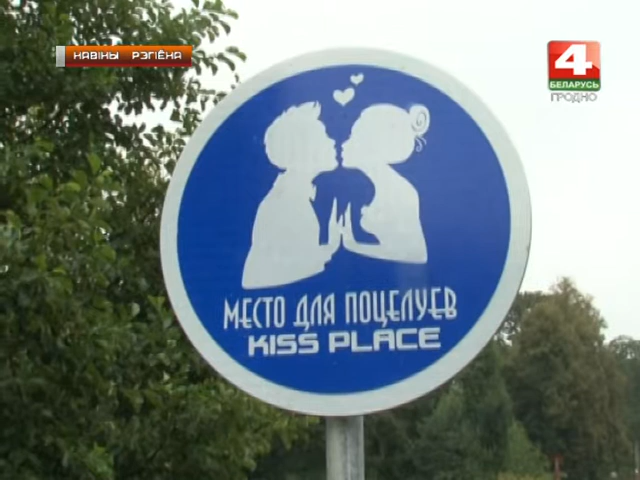 НАВІНЫ РЭГІЁНА
4
БЕЛАРУСЬ
ГРОДНО
МЕСТО ДЛЯ ПОЦЕЛУЕВ
KISS PLACE